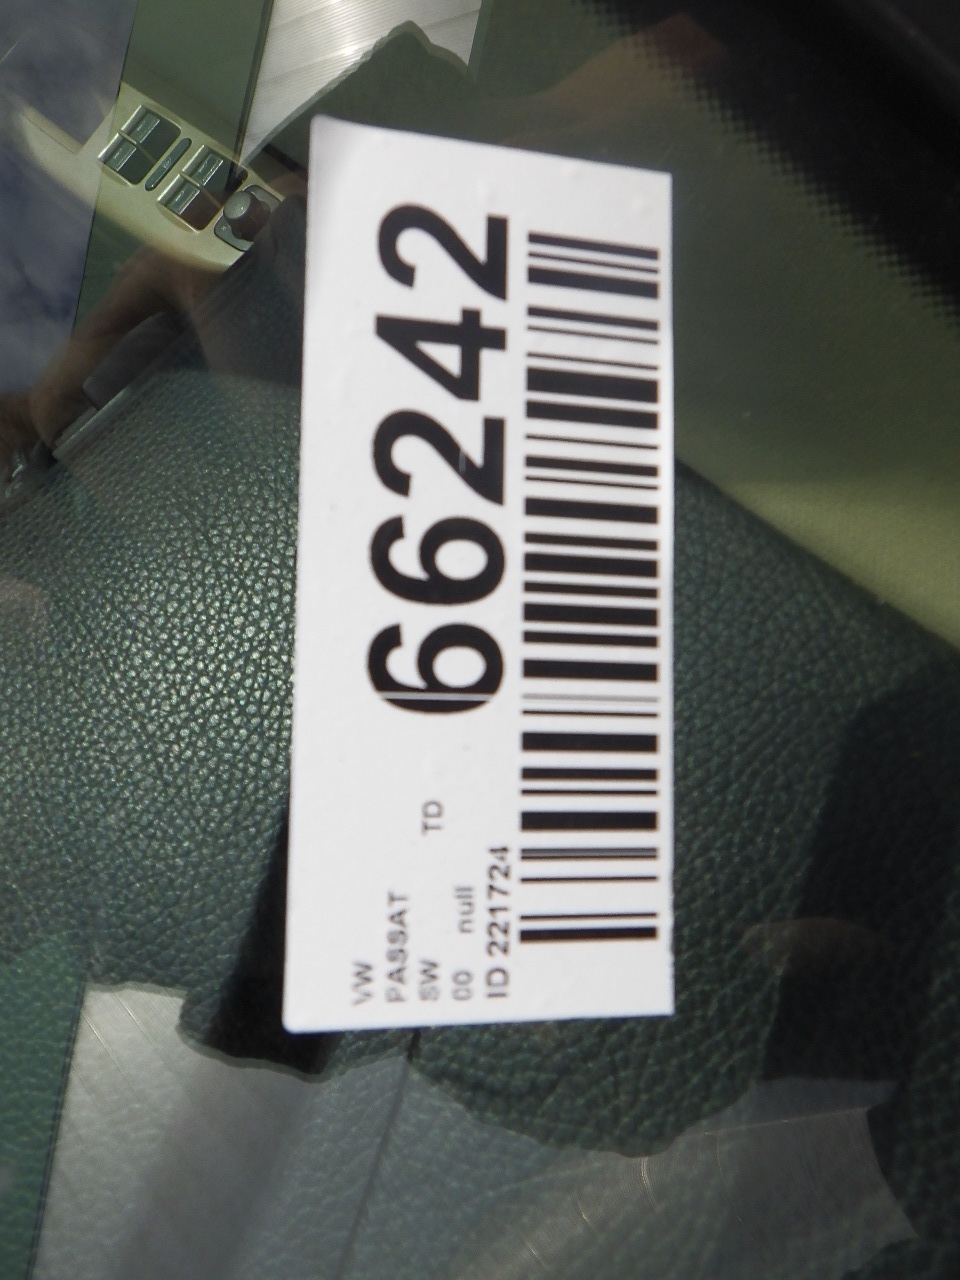 66242
VW
PASSAT
SW TD
00 null
ID 221724